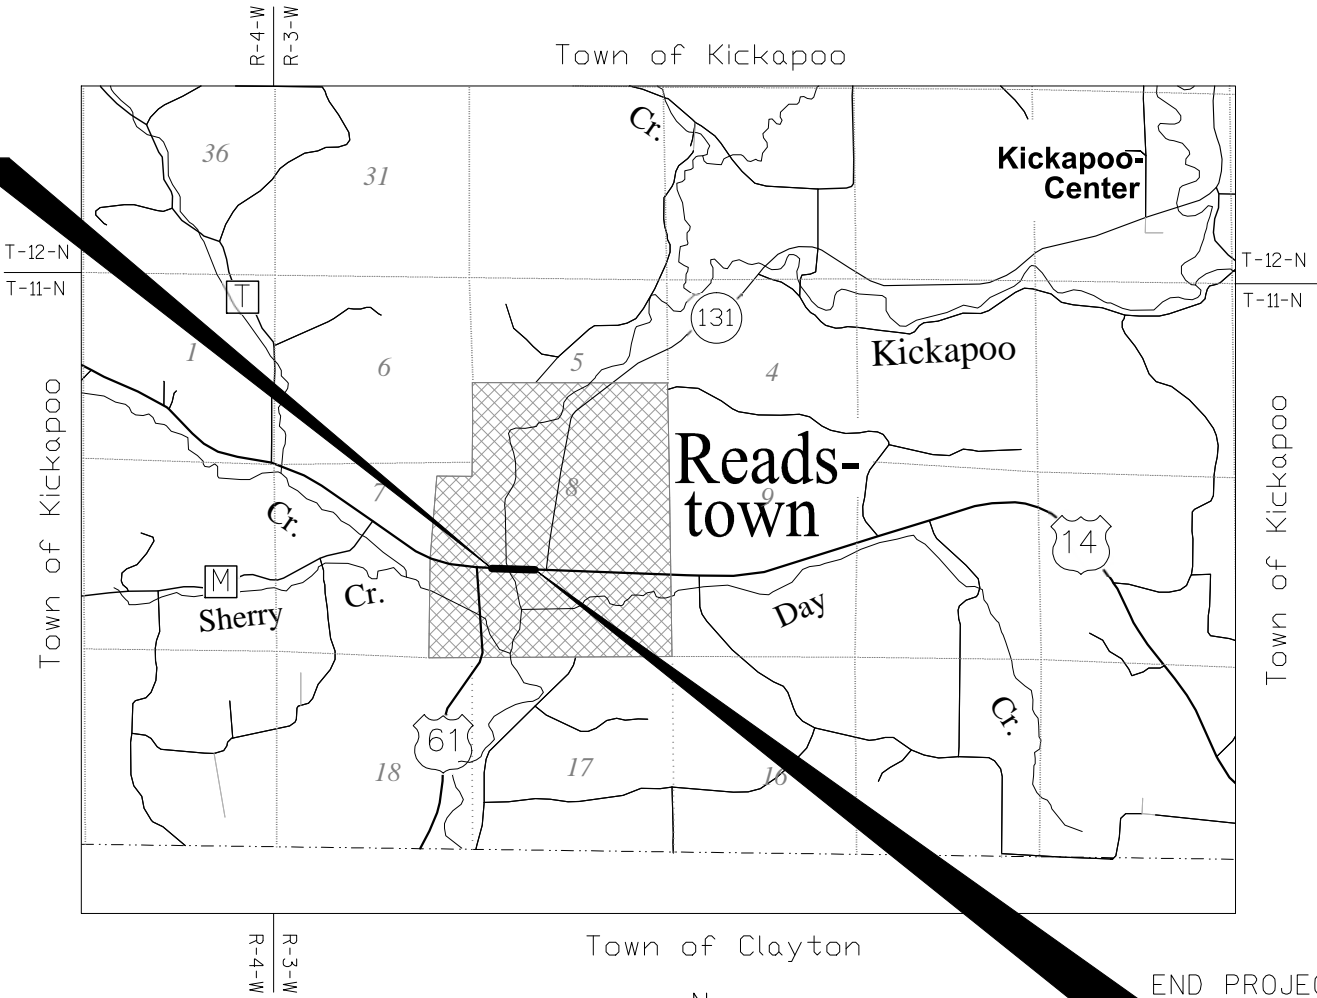 R-4-W
R-3-W
Town of Kickapoo
Cr.
36
31
Kickapoo-
Center
T-12-N
T-11-N
T-12-N
T-11-N
T
131
1
6
5
4
Kickapoo
Town of Kickapoo
Town of Kickapoo
Reads-
town
7
8
9
Cr.
14
M
Cr.
Sherry
Day
Cr.
61
18
17
16
R-4-W
R-3-W
Town of Clayton
N
END PROJEC